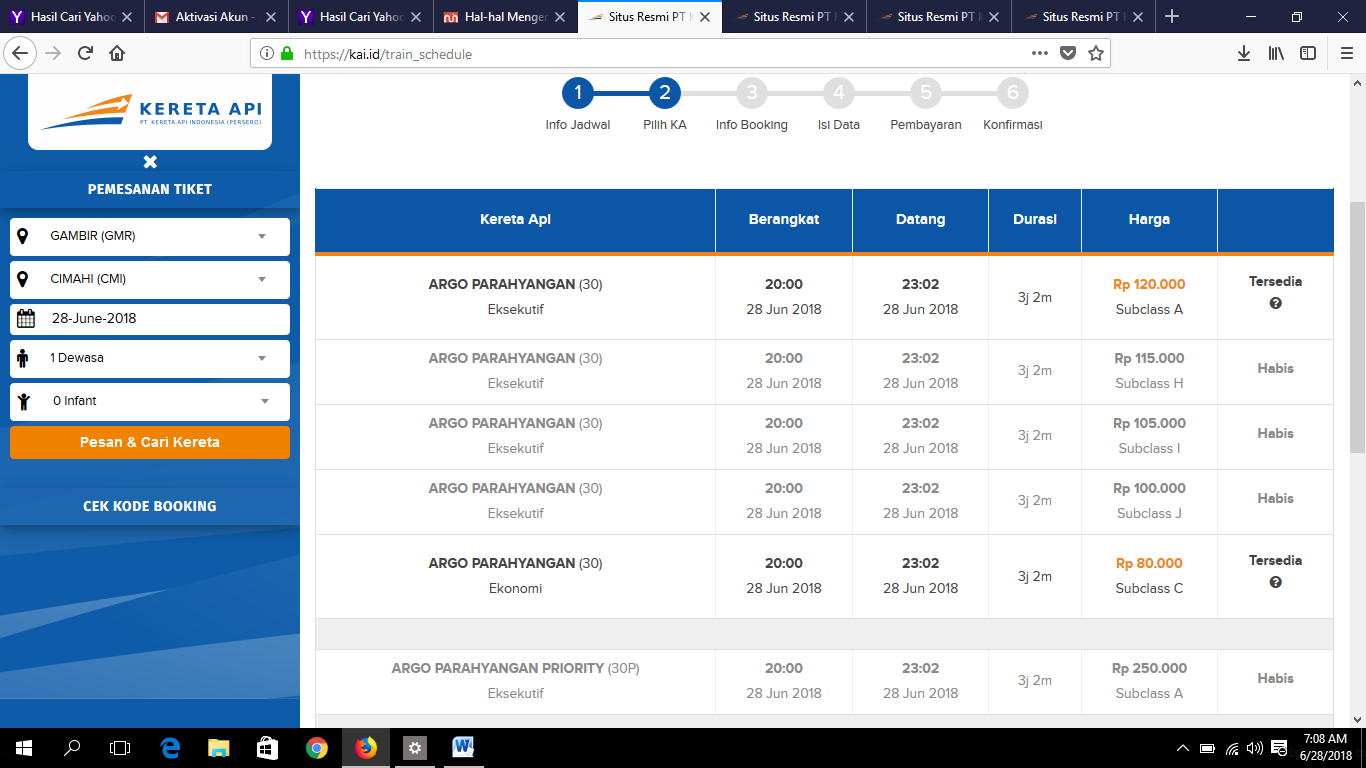 Hasil Cari Yahoo
Aktivasi Akun -
Hasil Cari Yahoo
Hal-hal Menger
Situs Resmi PT
Situs Resmi PT
Situs Resmi PT
Situs Resmi PT
https://kai.id/train_schedule
KERETA API
PT KERETA API INDONESIA (PERSERO)
PEMESANAN TIKET
GAMBIR (GMR)
CIMAHI (CMI)
28-June-2018
1 Dewasa
0 Infant
Pesan & Cari Kereta
CEK KODE BOOKING
1 2 3 4 5 6
Info Jadwal Pilih KA Info Booking Isi Data Pembayaran Konfirmasi
Kereta Api Berangkat Datang Durasi Harga
ARGO PARAHYANGAN (30) 20:00 23:02 3j 2m Rp 120.000 Tersedia
Eksekutif 28 Jun 2018 28 Jun 2018 Subclass A
ARGO PARAHYANGAN (30) 20:00 23:02 3j 2m Rp 115.000 Habis
Eksekutif 28 Jun 2018 28 Jun 2018 Subclass H
ARGO PARAHYANGAN (30) 20:00 23:02 3j 2m Rp 105.000 Habis
Eksekutif 28 Jun 2018 28 Jun 2018 Subclass I
ARGO PARAHYANGAN (30) 20:00 23:02 3j 2m Rp 100.000 Habis
Eksekutif 28 Jun 2018 28 Jun 2018 Subclass J
ARGO PARAHYANGAN (30) 20:00 23:02 3j 2m Rp 80.000 Tersedia
Ekonomi 28 Jun 2018 28 Jun 2018 Subclass C
ARGO PARAHYANGAN PRIORITY (30P) 20:00 23:02 3j 2m Rp 250.000 Habis
Eksekutif 28 Jun 2018 28 Jun 2018 Subclass A
7:08 AM
6/28/2018